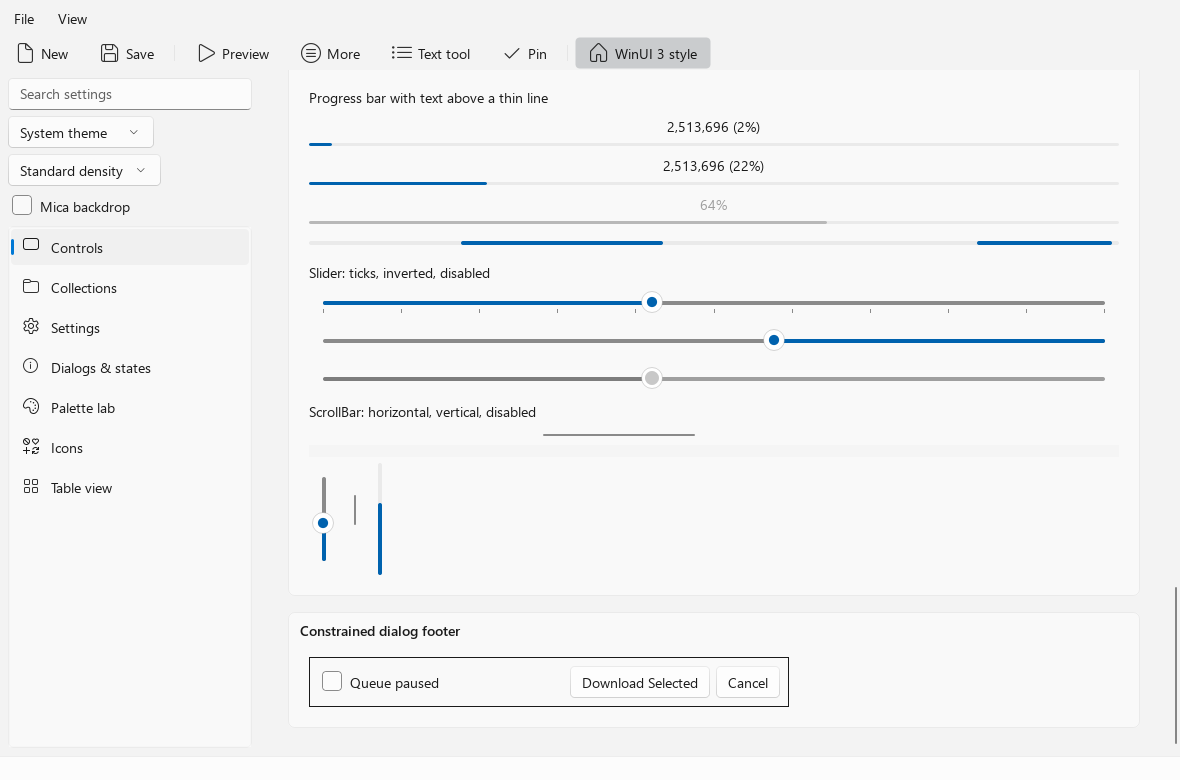 File View
New Save Preview More Text tool Pin WinUI 3 style
Search settings
System theme
Standard density
Mica backdrop
Controls
Collections
Settings
Dialogs & states
Palette lab
Icons
Table view
Progress bar with text above a thin line
2,513,696 (2%)
2,513,696 (22%)
64%
Slider: ticks, inverted, disabled
ScrollBar: horizontal, vertical, disabled
Constrained dialog footer
Queue paused Download Selected Cancel